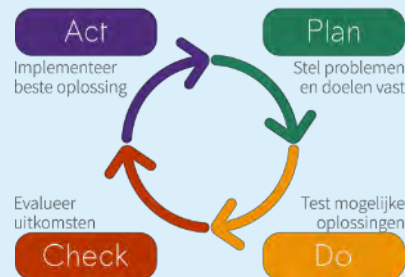 Act
Implementeer
beste oplossing
Plan
Stel problemen
en doelen vast
Evalueer
uitkomsten
Check
Test mogelijke
oplossingen
Do